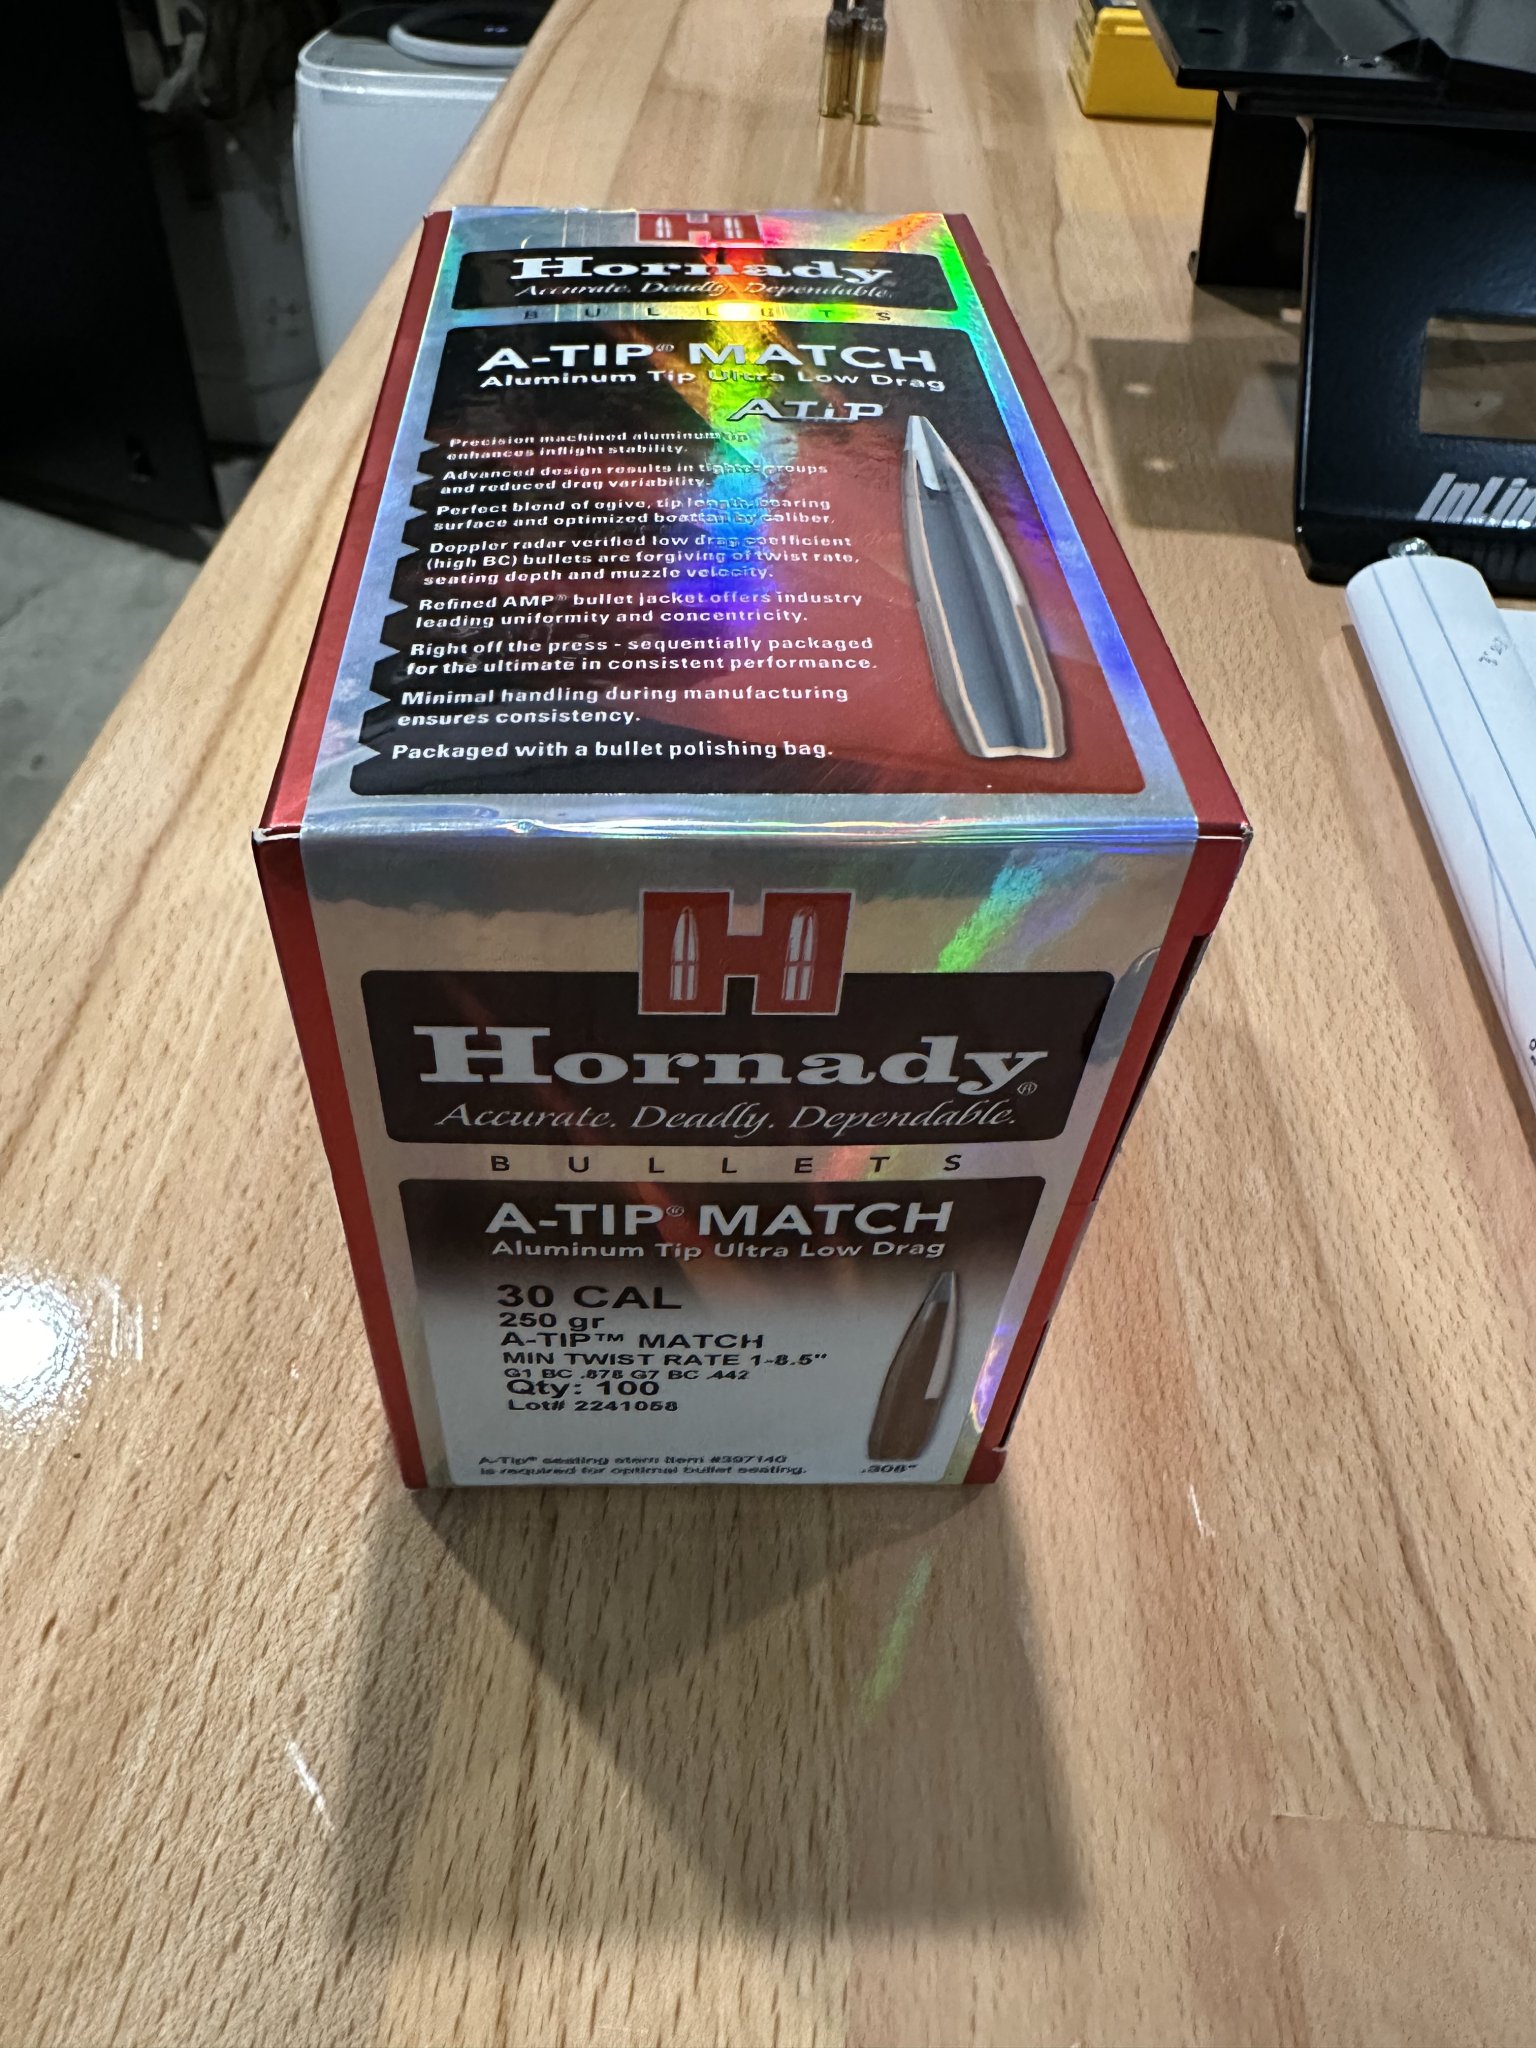 Hornady
Accurate. Deadly. Dependable.
BULLETS
A-TIP® MATCH
Aluminum Tip Ultra Low Drag
ATIP
Precision machined aluminum tip
enhances inflight stability.
Advanced design results in tighter groups
and reduced drag variability.
Perfect blend of ogive, tip length, bearing
surface and optimized boattail by caliber.
Doppler radar verified low drag coefficient
(high BC) bullets are forgiving of twist rate,
seating depth and muzzle velocity.
Refined AMP® bullet jacket offers industry
leading uniformity and concentricity.
Right off the press - sequentially packaged
for the ultimate in consistent performance.
Minimal handling during manufacturing
ensures consistency.
Packaged with a bullet polishing bag.
H
Hornady®
Accurate. Deadly. Dependable.
BULLETS
A-TIP® MATCH
Aluminum Tip Ultra Low Drag
30 CAL
250 gr
A-TIP™ MATCH
MIN TWIST RATE 1-8.5"
G1 BC .878 G7 BC .442
Qty: 100
Lot# 2241058
A-Tip® seating stem item #397140
is required for optimal bullet seating.
.308"